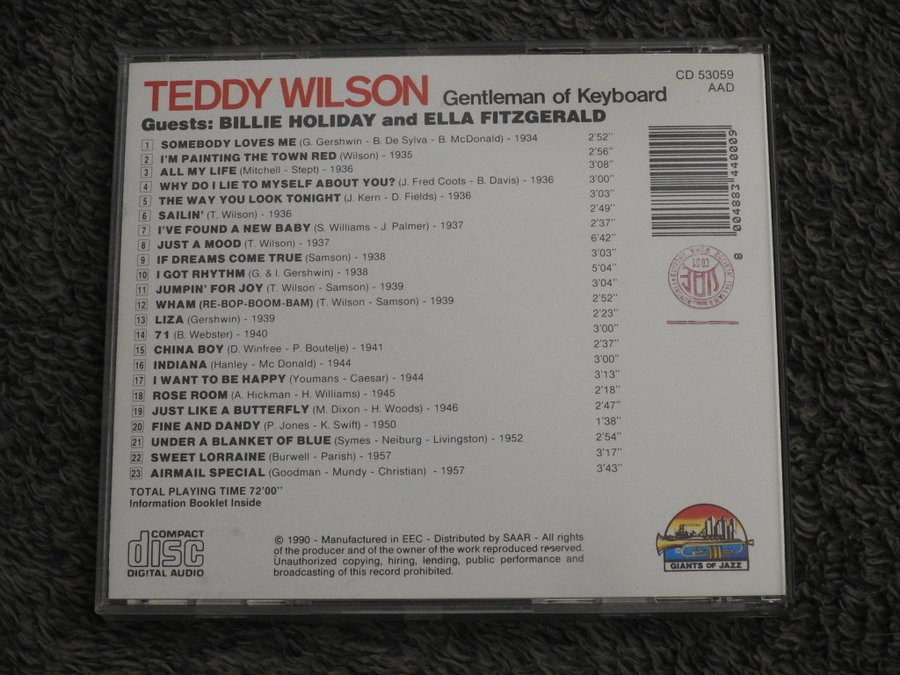 TEDDY WILSON Gentleman of Keyboard
CD 53059
AAD
Guests: BILLIE HOLIDAY and ELLA FITZGERALD
1 SOMEBODY LOVES ME (G. Gershwin - B. De Sylva - B. McDonald) - 1934 2'52''
2 I'M PAINTING THE TOWN RED (Wilson) - 1935 2'56''
3 ALL MY LIFE (Mitchell - Stept) - 1936 3'08''
4 WHY DO I LIE TO MYSELF ABOUT YOU? (J. Fred Coots - B. Davis) - 1936 3'00''
5 THE WAY YOU LOOK TONIGHT (J. Kern - D. Fields) - 1936 3'03''
6 SAILIN' (T. Wilson) - 1936 2'49''
7 I'VE FOUND A NEW BABY (S. Williams - J. Palmer) - 1937 2'37''
8 JUST A MOOD (T. Wilson) - 1937 6'42''
9 IF DREAMS COME TRUE (Samson) - 1938 3'03''
10 I GOT RHYTHM (G. & I. Gershwin) - 1938 5'04''
11 JUMPIN' FOR JOY (T. Wilson - Samson) - 1939 3'04''
12 WHAM (RE-BOP-BOOM-BAM) (T. Wilson - Samson) - 1939 2'52''
13 LIZA (Gershwin) - 1939 2'23''
14 71 (B. Webster) - 1940 3'00''
15 CHINA BOY (D. Winfree - P. Boutelje) - 1941 2'37''
16 INDIANA (Hanley - Mc Donald) - 1944 3'00''
17 I WANT TO BE HAPPY (Youmans - Caesar) - 1944 3'13''
18 ROSE ROOM (A. Hickman - H. Williams) - 1945 2'18''
19 JUST LIKE A BUTTERFLY (M. Dixon - H. Woods) - 1946 2'47''
20 FINE AND DANDY (P. Jones - K. Swift) - 1950 1'38''
21 UNDER A BLANKET OF BLUE (Symes - Neiburg - Livingston) - 1952 2'54''
22 SWEET LORRAINE (Burwell - Parish) - 1957 3'17''
23 AIRMAIL SPECIAL (Goodman - Mundy - Christian) - 1957 3'43''
0004883 440009
8
SIAE
TOTAL PLAYING TIME 72'00''
Information Booklet Inside
COMPACT
disc
DIGITAL AUDIO
© 1990 - Manufactured in EEC - Distributed by SAAR - All rights
of the producer and of the owner of the work reproduced reserved.
Unauthorized copying, hiring, lending, public performance and
broadcasting of this record prohibited.
GIANTS OF JAZZ